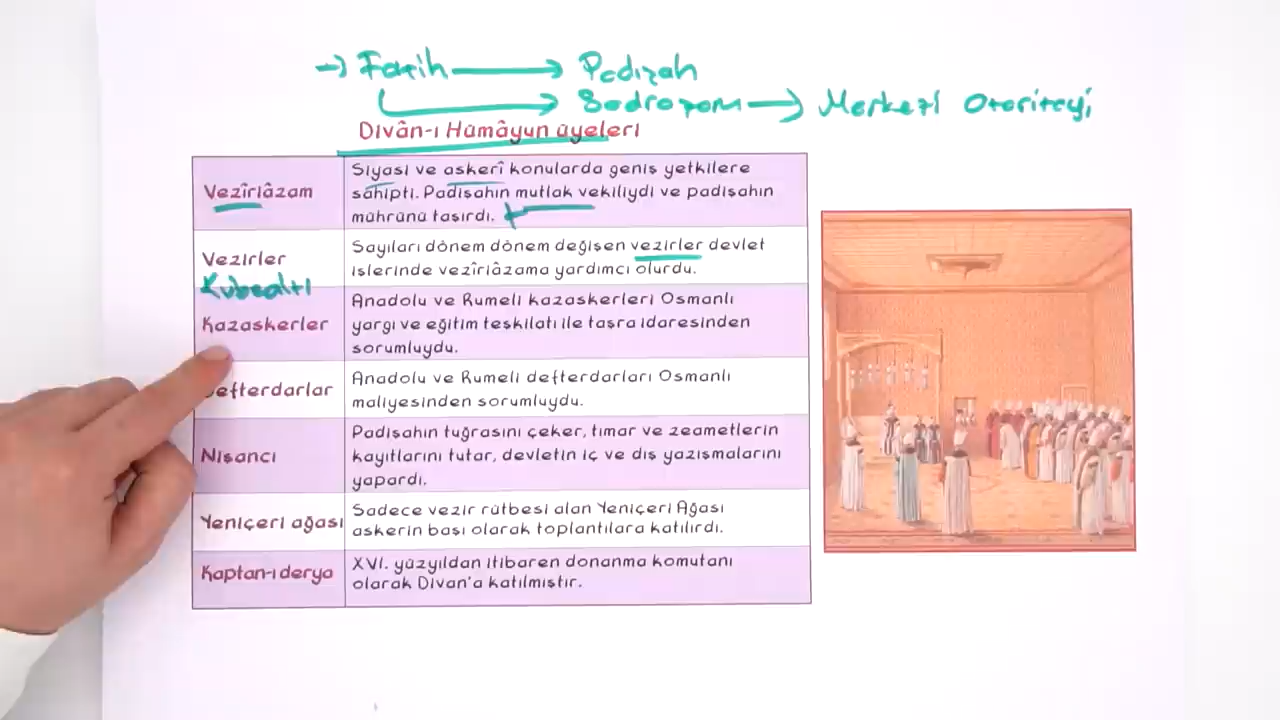 → Fatih → Padişah
→ Sadrazam → Merkezi Otoriteyi
Dîvân-ı Hümâyun üyeleri
Vezîriâzam
Siyasi ve askerî konularda geniş yetkilere
sahipti. Padişahın mutlak vekiliydi ve padişahın
mührünü taşırdı.
Vezirler
Kubbealtı
Sayıları dönem dönem değişen vezirler devlet
işlerinde vezîriâzama yardımcı olurdu.
Kazaskerler
Anadolu ve Rumeli kazaskerleri Osmanlı
yargı ve eğitim teşkilatı ile taşra idaresinden
sorumluydu.
Defterdarlar
Anadolu ve Rumeli defterdarları Osmanlı
maliyesinden sorumluydu.
Nişancı
Padişahın tuğrasını çeker, tımar ve zeametlerin
kayıtlarını tutar, devletin iç ve dış yazışmalarını
yapardı.
Yeniçeri ağası
Sadece vezir rütbesi alan Yeniçeri Ağası
askerin başı olarak toplantılara katılırdı.
Kaptan-ı derya
XVI. yüzyıldan itibaren donanma komutanı
olarak Divan'a katılmıştır.